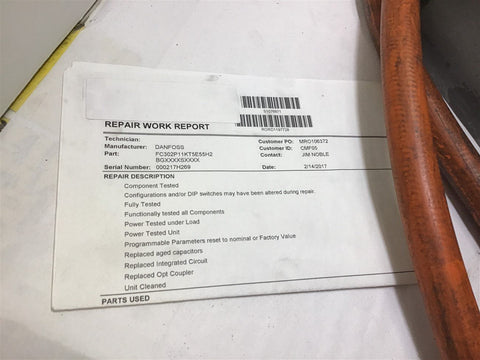 RORD1197728
REPAIR WORK REPORT
Technician:
Customer PO: MRO106372
Manufacturer: DANFOSS
Customer ID: OMF95
Part: FC302P11KT5E55H2
Contact: JIM NOBLE
BGXXXXSXXXX
Serial Number: 000217H269
Date: 2/14/2017
REPAIR DESCRIPTION
Component Tested
Configurations and/or DIP switches may have been altered during repair.
Fully Tested
Functionally tested all Components
Power Tested under Load
Power Tested Unit
Programmable Parameters reset to nominal or Factory Value
Replaced aged capacitors
Replaced Integrated Circuit
Replaced Opt Coupler
Unit Cleaned
PARTS USED